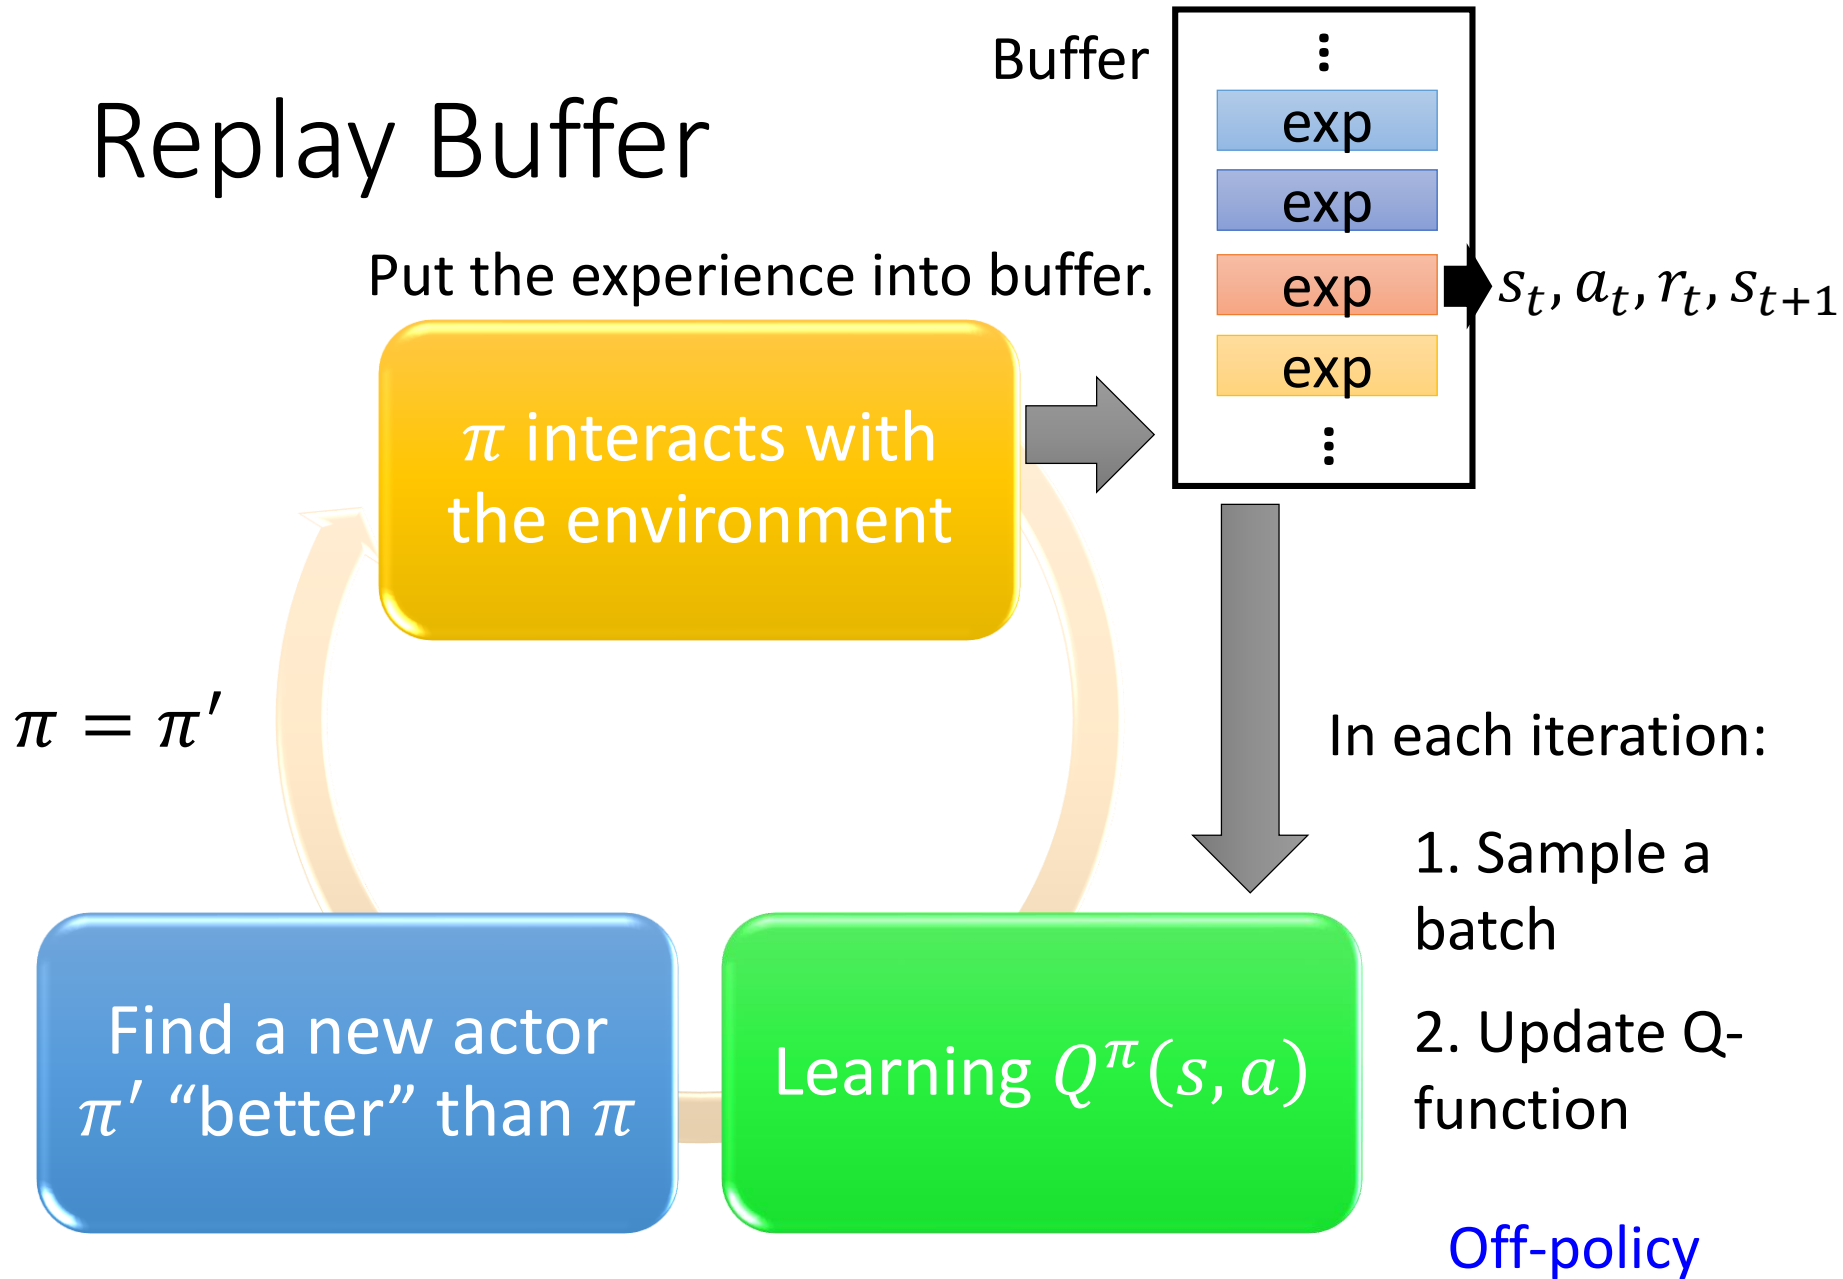 Replay Buffer
Buffer
⋮
exp
exp
exp
exp
⋮
Put the experience into buffer.
s_t, a_t, r_t, s_{t+1}
π interacts with
the environment
π = π′
In each iteration:
1. Sample a
batch
2. Update Q-
function
Find a new actor
π′ “better” than π
Learning Q^π(s, a)
Off-policy